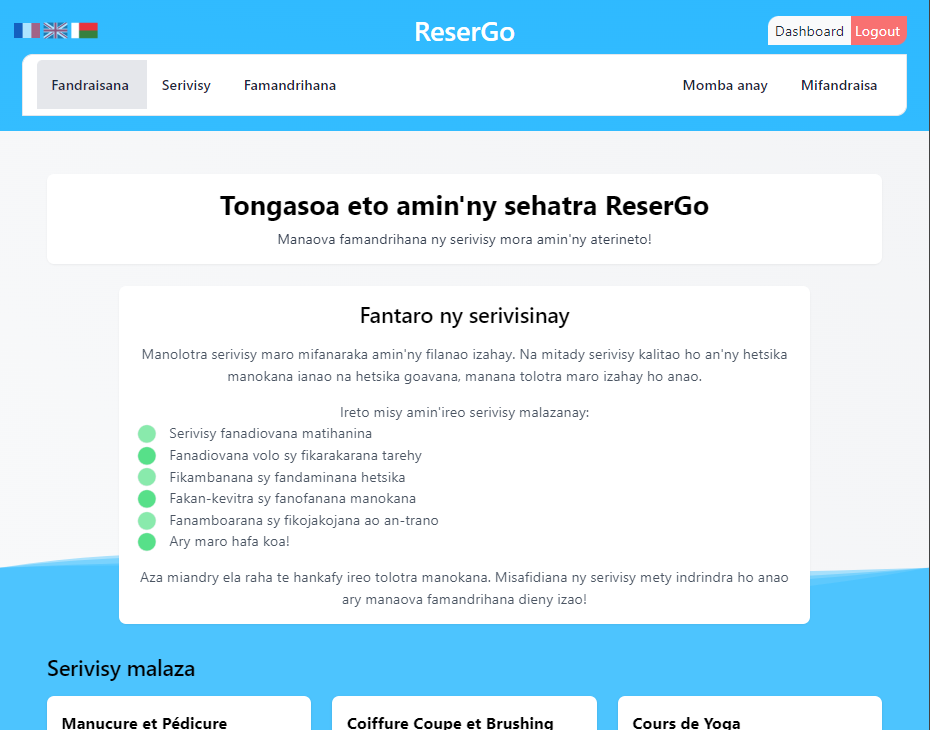 ReserGo
Dashboard Logout
Fandraisana Serivisy Famandrihana Momba anay Mifandraisa
Tongasoa eto amin'ny sehatra ReserGo
Manaova famandrihana ny serivisy mora amin'ny aterineto!
Fantaro ny serivisinay
Manolotra serivisy maro mifanaraka amin'ny filanao izahay. Na mitady serivisy kalitao ho an'ny hetsika
manokana ianao na hetsika goavana, manana tolotra maro izahay ho anao.
Ireto misy amin'ireo serivisy malazanay:
Serivisy fanadiovana matihanina
Fanadiovana volo sy fikarakarana tarehy
Fikambanana sy fandaminana hetsika
Fakan-kevitra sy fanofanana manokana
Fanamboarana sy fikojakojana ao an-trano
Ary maro hafa koa!
Aza miandry ela raha te hankafy ireo tolotra manokana. Misafidiana ny serivisy mety indrindra ho anao
ary manaova famandrihana dieny izao!
Serivisy malaza
Manucure et Pédicure Coiffure Coupe et Brushing Cours de Yoga